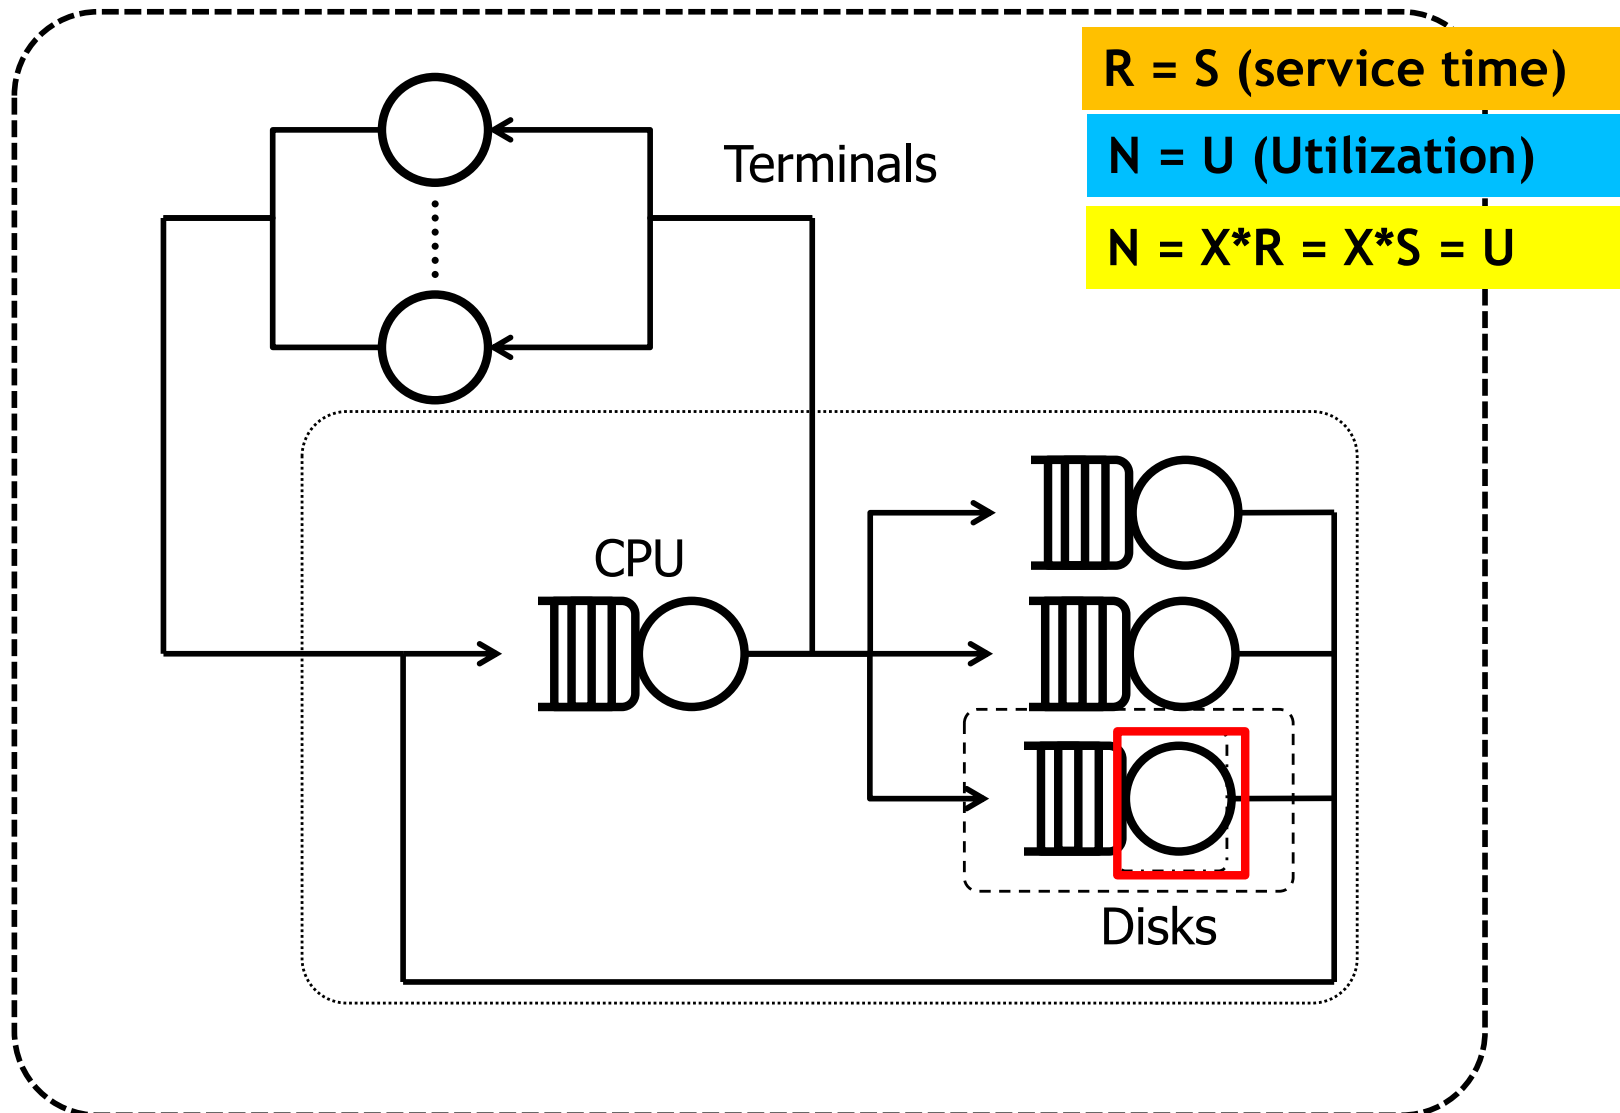 R = S (service time)
N = U (Utilization)
N = X*R = X*S = U
Terminals
CPU
Disks